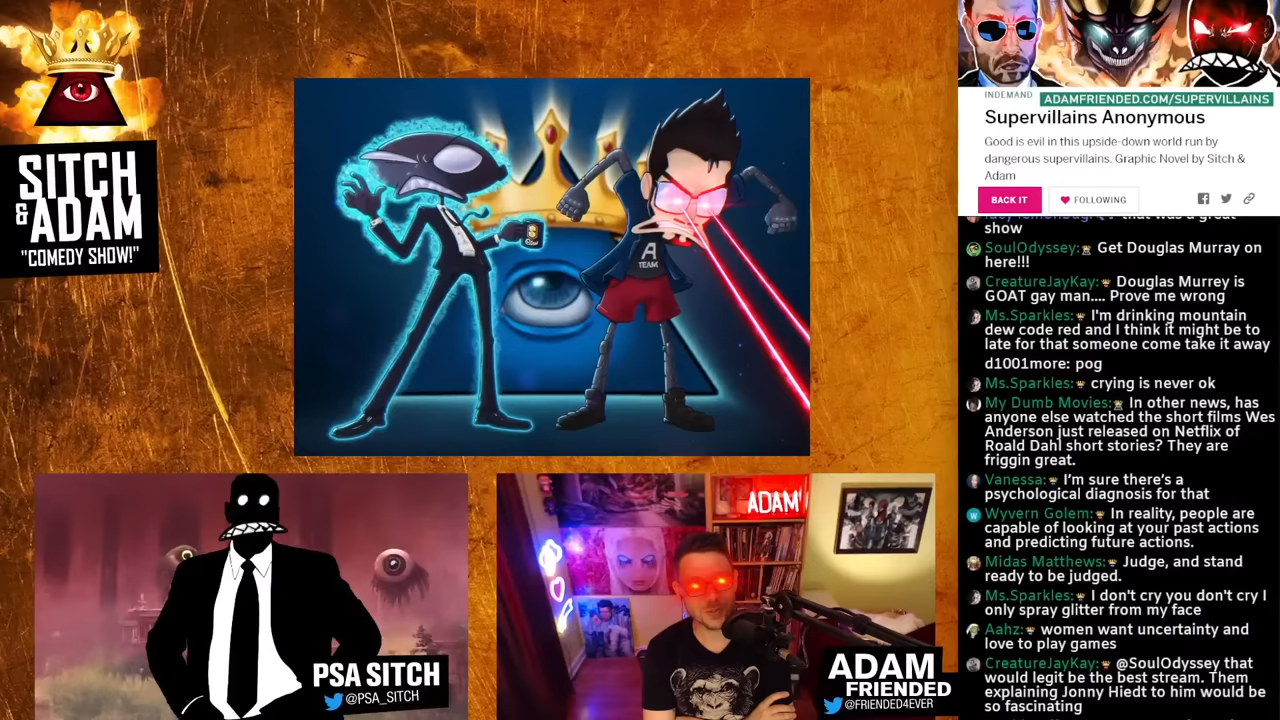 SITCH
& ADAM
"COMEDY SHOW!"
A
TEAM
PSA SITCH
@PSA_SITCH
ADAM
ADAM
FRIENDED
@FRIENDED4EVER
INDEMAND
ADAMFRIENDED.COM/SUPERVILLAINS
Supervillains Anonymous
Good is evil in this upside-down world run by
dangerous supervillains. Graphic Novel by Sitch &
Adam
BACK IT
FOLLOWING
that was a great
show
SoulOdyssey: Get Douglas Murray on
here!!!
CreatureJayKay: Douglas Murrey is
GOAT gay man.... Prove me wrong
Ms.Sparkles: I'm drinking mountain
dew code red and I think it might be to
late for that someone come take it away
d1001more: pog
Ms.Sparkles: crying is never ok
My Dumb Movies: In other news, has
anyone else watched the short films Wes
Anderson just released on Netflix of
Roald Dahl short stories? They are
friggin great.
Vanessa: I'm sure there's a
psychological diagnosis for that
Wyvern Golem: In reality, people are
capable of looking at your past actions
and predicting future actions.
Midas Matthews: Judge, and stand
ready to be judged.
Ms.Sparkles: I don't cry you don't cry I
only spray glitter from my face
Aahz: women want uncertainty and
love to play games
CreatureJayKay: @SoulOdyssey that
would legit be the best stream. Them
explaining Jonny Hiedt to him would be
so fascinating